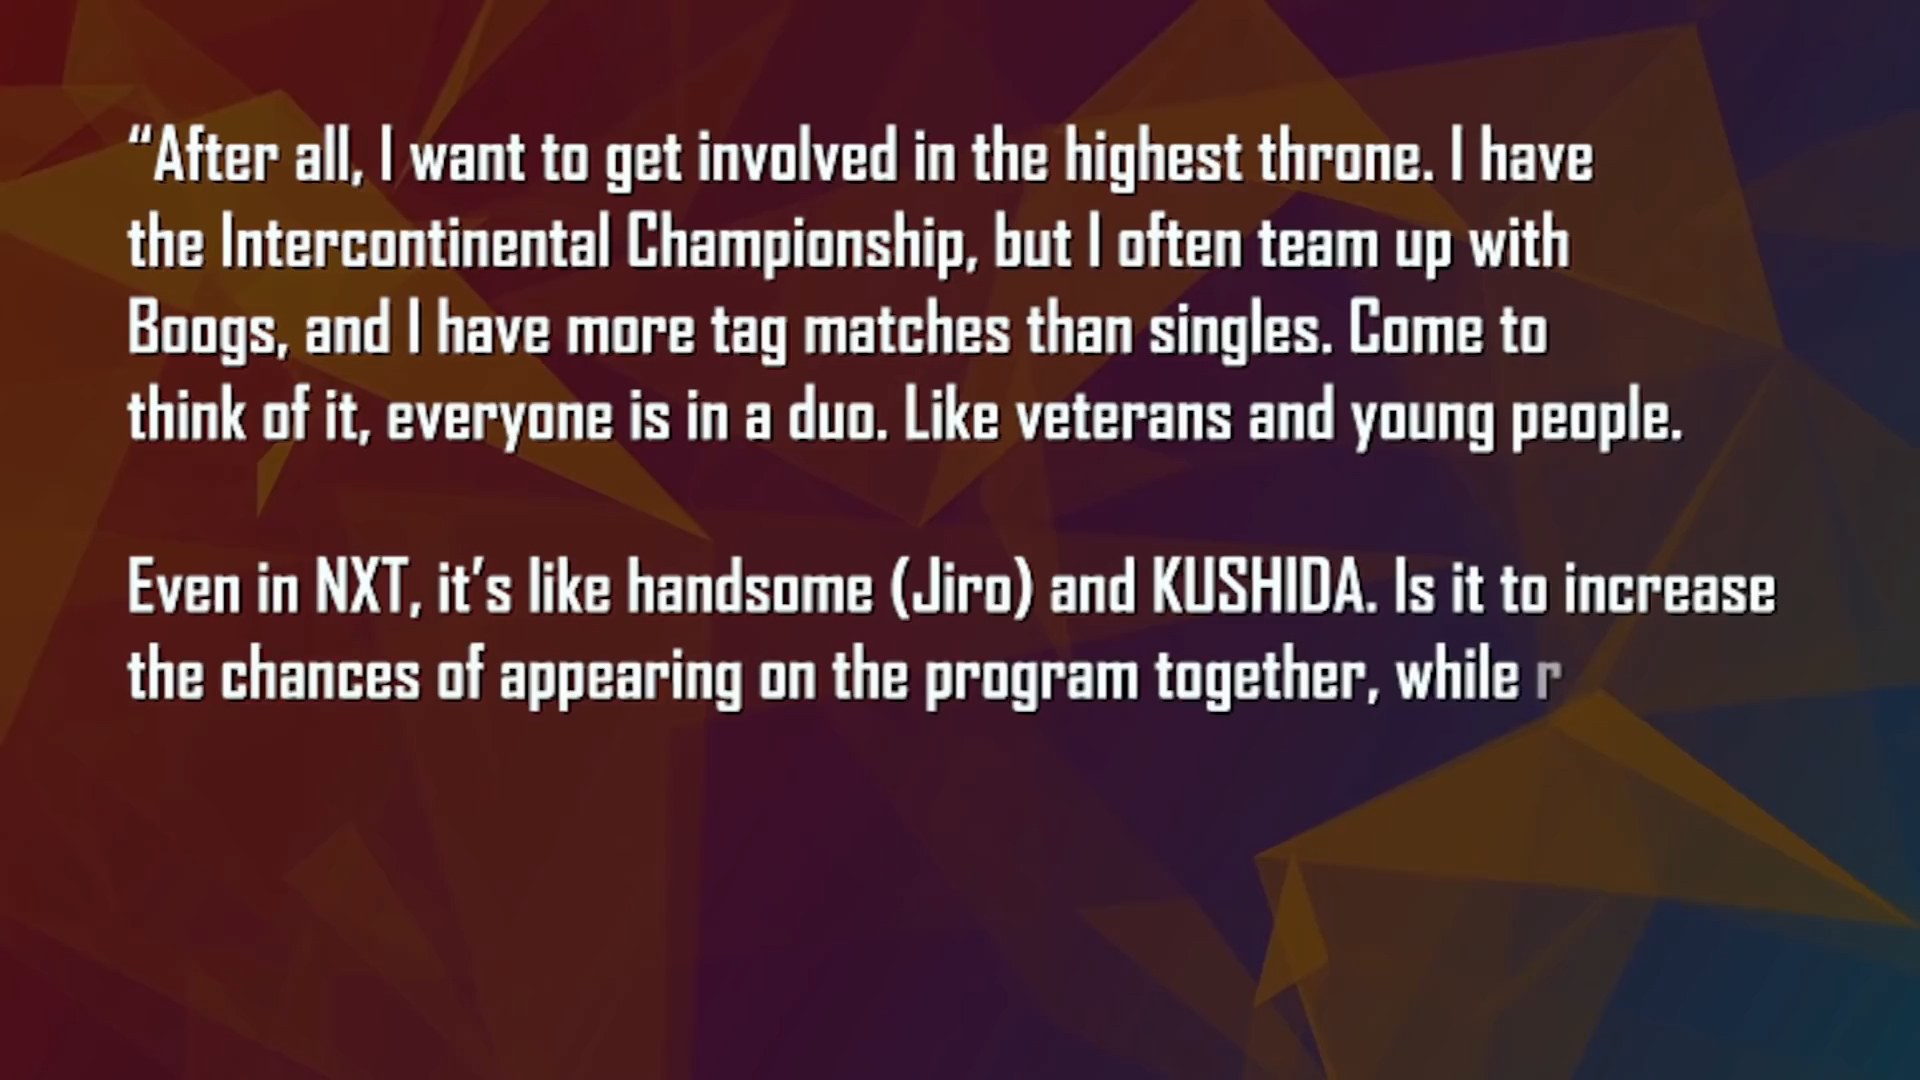 “After all, I want to get involved in the highest throne. I have
the Intercontinental Championship, but I often team up with
Boogs, and I have more tag matches than singles. Come to
think of it, everyone is in a duo. Like veterans and young people.
Even in NXT, it’s like handsome (Jiro) and KUSHIDA. Is it to increase
the chances of appearing on the program together, while r